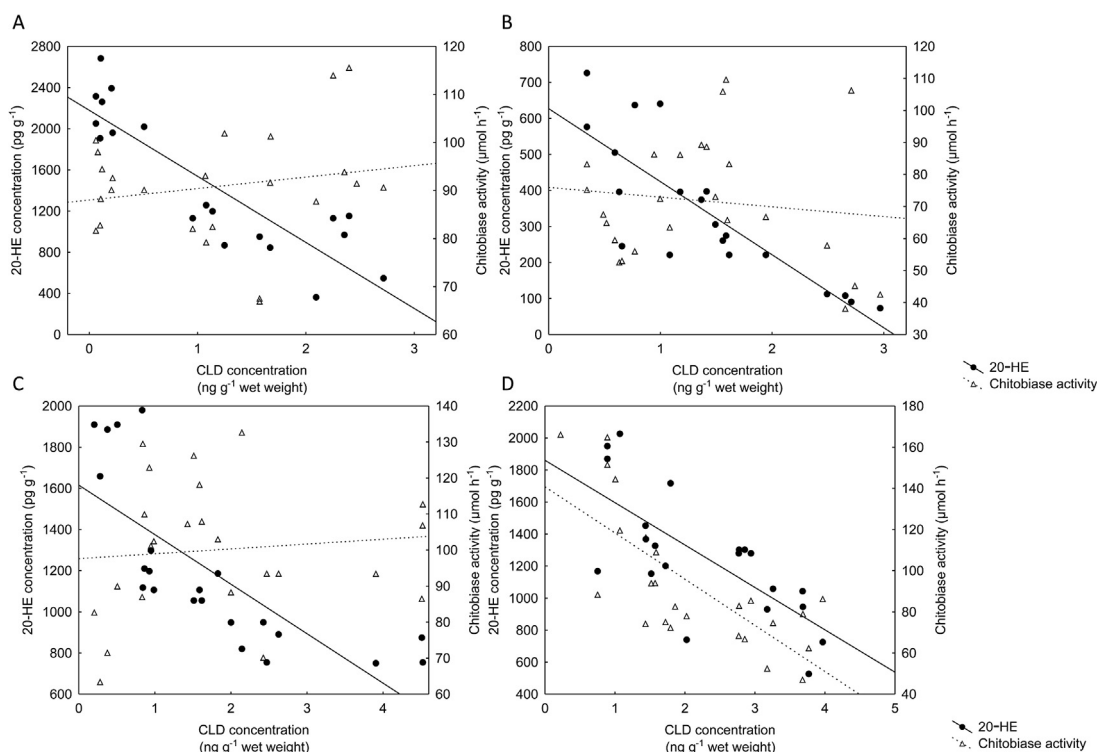 A
B
2800
2400
2000
1600
1200
800
400
0
20-HE concentration (pg g-1)
120
110
100
90
80
70
60
Chitobiase activity (µmol h-1)
0 1 2 3
CLD concentration
(ng g-1 wet weight)
800
700
600
500
400
300
200
100
0
20-HE concentration (pg g-1)
120
110
100
90
80
70
60
50
40
30
Chitobiase activity (µmol h-1)
0 1 2 3
CLD concentration
(ng g-1 wet weight)
20-HE
Chitobiase activity
C
D
2000
1800
1600
1400
1200
1000
800
600
20-HE concentration (pg g-1)
140
130
120
110
100
90
80
70
60
Chitobiase activity (µmol h-1)
0 1 2 3 4
CLD concentration
(ng g-1 wet weight)
2200
2000
1800
1600
1400
1200
1000
800
600
400
20-HE concentration (pg g-1)
180
160
140
120
100
80
60
40
Chitobiase activity (µmol h-1)
0 1 2 3 4 5
CLD concentration
(ng g-1 wet weight)
20-HE
Chitobiase activity